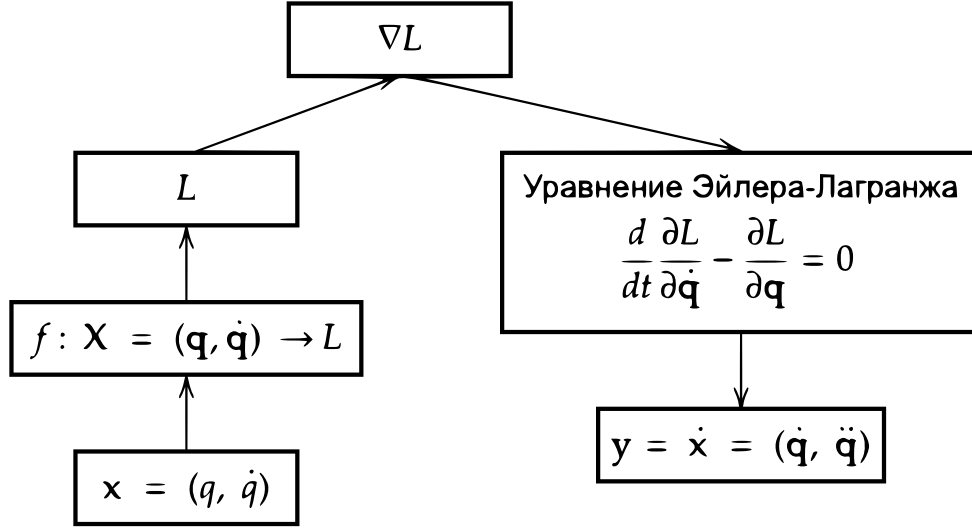 ∇L
L
Уравнение Эйлера-Лагранжа
d/dt ∂L/∂q̇ − ∂L/∂q = 0
f : X = (q, q̇) → L
y = ẋ = (q̇, q̈)
x = (q, q̇)